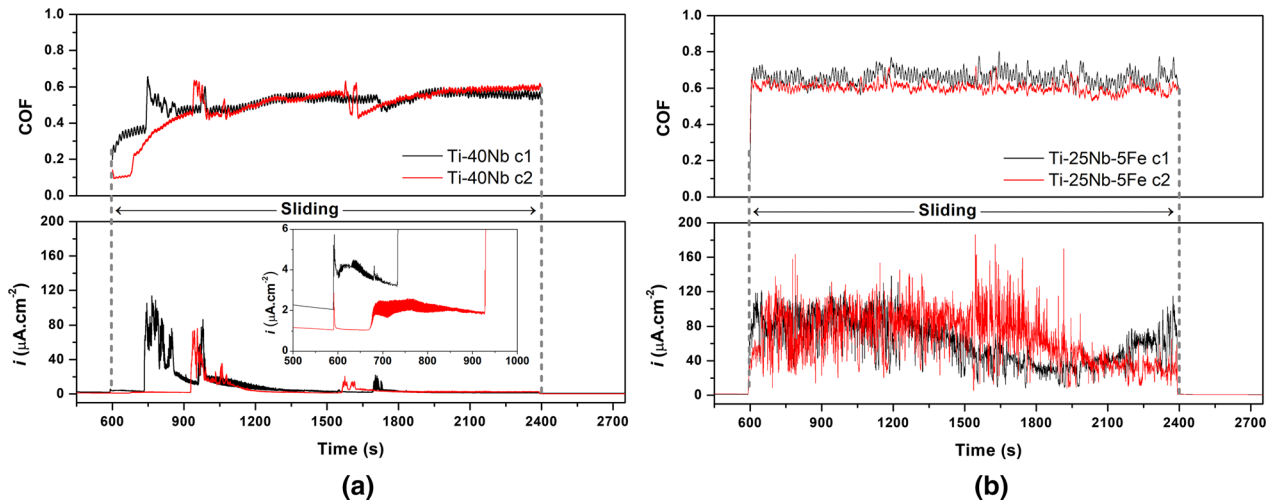 1.0
0.8
0.6
0.4
0.2
0.0
COF
Ti-40Nb c1
Ti-40Nb c2
Sliding
200
160
120
80
40
0
i (μA.cm⁻²)
6
4
2
0
i (μA.cm⁻²)
500 600 700 800 900 1000
600 900 1200 1500 1800 2100 2400 2700
Time (s)
(a)
1.0
0.8
0.6
0.4
0.2
0.0
COF
Ti-25Nb-5Fe c1
Ti-25Nb-5Fe c2
Sliding
200
160
120
80
40
0
i (μA.cm⁻²)
600 900 1200 1500 1800 2100 2400 2700
Time (s)
(b)